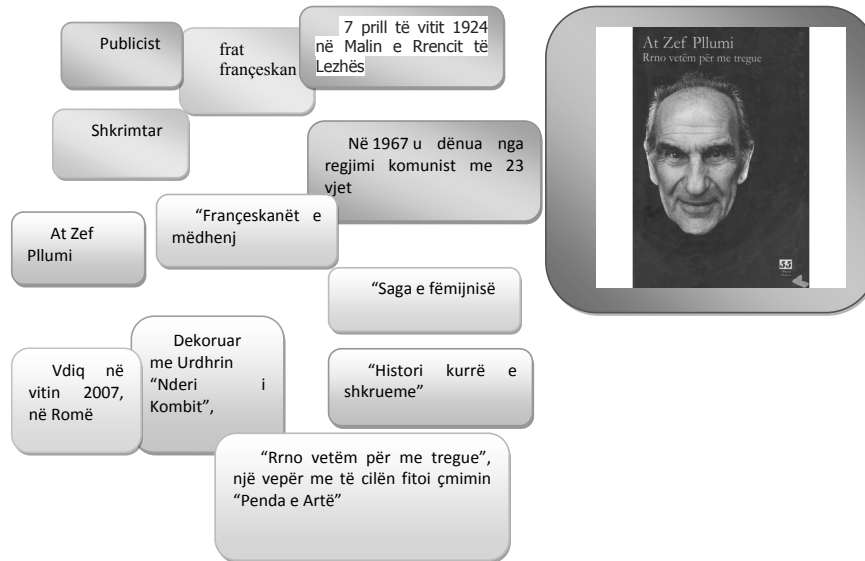 Publicist
frat
françeskan
7 prill të vitit 1924
në Malin e Rrencit të
Lezhës
Shkrimtar
Në 1967 u dënua nga
regjimi komunist me 23
vjet
At Zef
Pllumi
“Françeskanët e
mëdhenj
“Saga e fëmijnisë
Vdiq në
vitin 2007,
në Romë
Dekoruar
me Urdhrin
“Nderi i
Kombit”,
“Histori kurrë e
shkrueme”
“Rrno vetëm për me tregue”,
një vepër me të cilën fitoi çmimin
“Penda e Artë”
At Zef Pllumi
Rrno vetëm për me tregue
55